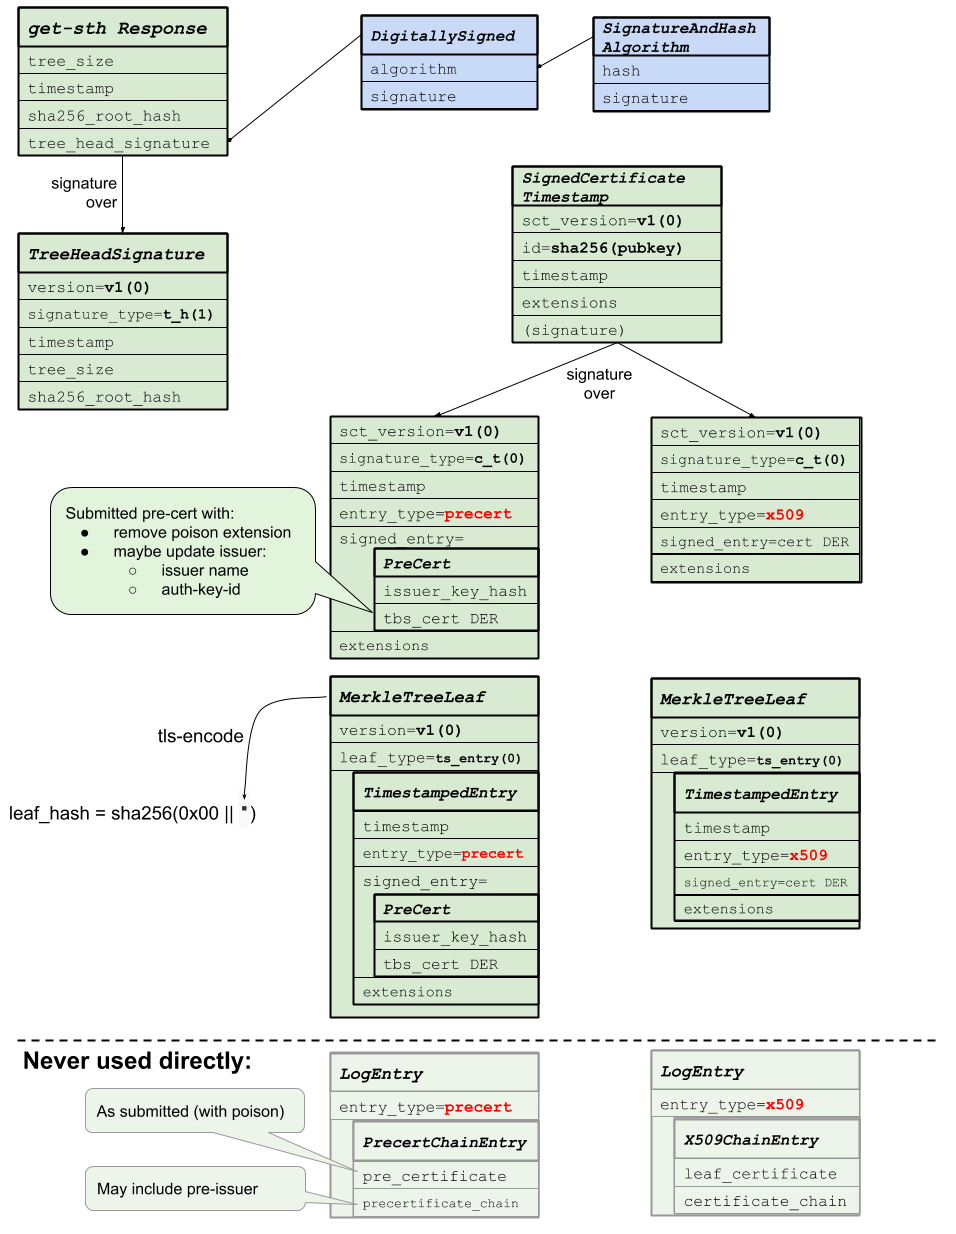 get-sth Response
tree_size
timestamp
sha256_root_hash
tree_head_signature
DigitallySigned
algorithm
signature
SignatureAndHash
Algorithm
hash
signature
signature
over
TreeHeadSignature
version=v1(0)
signature_type=t_h(1)
timestamp
tree_size
sha256_root_hash
SignedCertificate
Timestamp
sct_version=v1(0)
id=sha256(pubkey)
timestamp
extensions
(signature)
signature
over
sct_version=v1(0)
signature_type=c_t(0)
timestamp
entry_type=precert
signed_entry=
PreCert
issuer_key_hash
tbs_cert DER
extensions
sct_version=v1(0)
signature_type=c_t(0)
timestamp
entry_type=x509
signed_entry=cert DER
extensions
Submitted pre-cert with:
● remove poison extension
● maybe update issuer:
○ issuer name
○ auth-key-id
MerkleTreeLeaf
version=v1(0)
leaf_type=ts_entry(0)
TimestampedEntry
timestamp
entry_type=precert
signed_entry=
PreCert
issuer_key_hash
tbs_cert DER
extensions
MerkleTreeLeaf
version=v1(0)
leaf_type=ts_entry(0)
TimestampedEntry
timestamp
entry_type=x509
signed_entry=cert DER
extensions
tls-encode
leaf_hash = sha256(0x00 || ")
Never used directly:
LogEntry
entry_type=precert
PrecertChainEntry
pre_certificate
precertificate_chain
As submitted (with poison)
May include pre-issuer
LogEntry
entry_type=x509
X509ChainEntry
leaf_certificate
certificate_chain